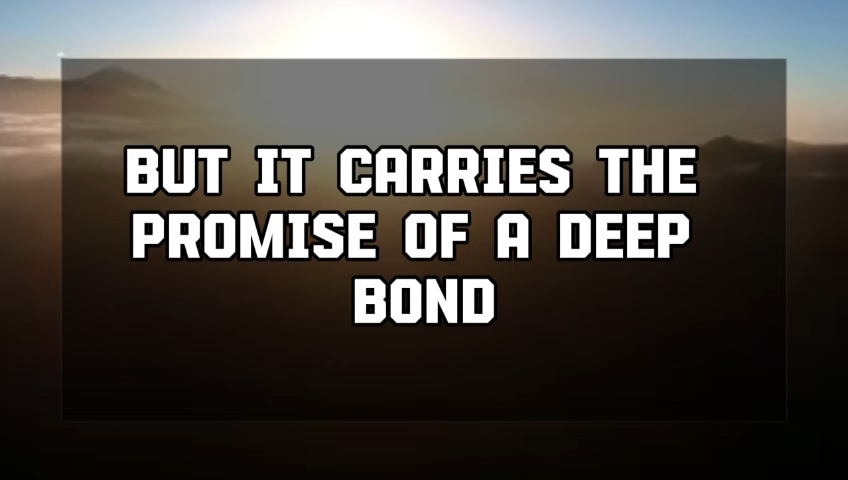 BUT IT CARRIES THE
PROMISE OF A DEEP
BOND